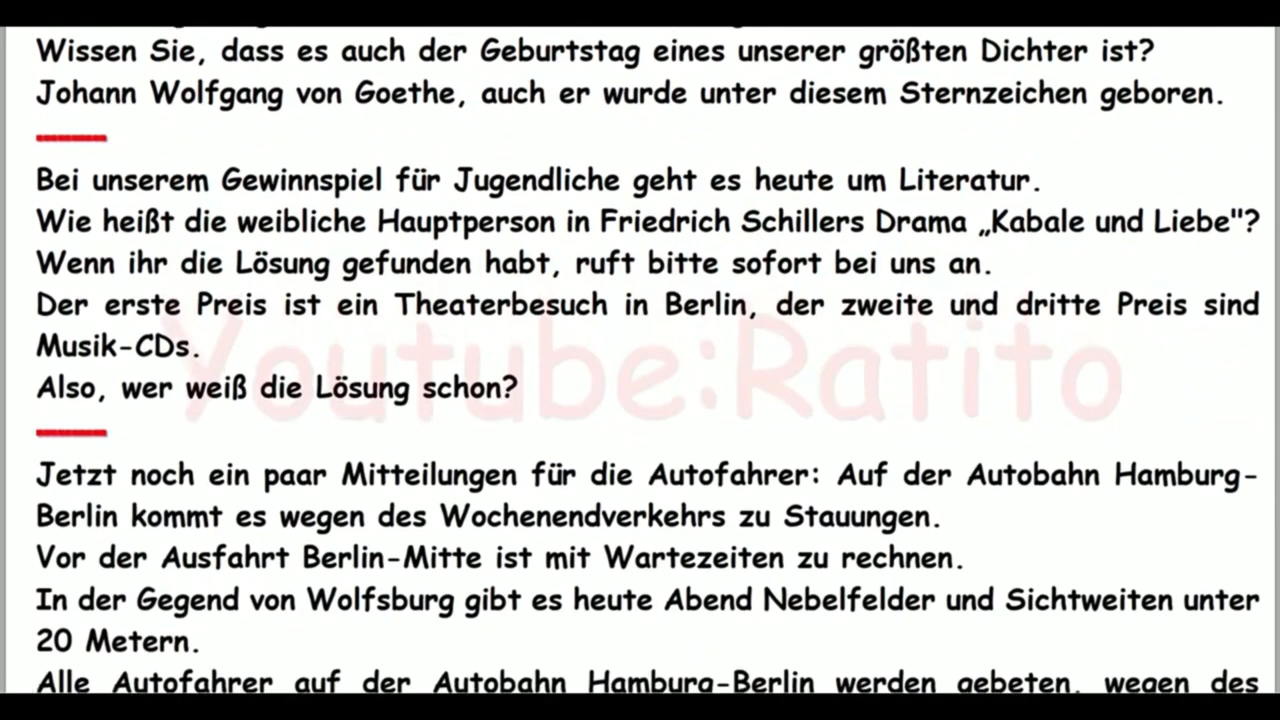 Wissen Sie, dass es auch der Geburtstag eines unserer größten Dichter ist?
Johann Wolfgang von Goethe, auch er wurde unter diesem Sternzeichen geboren.
Bei unserem Gewinnspiel für Jugendliche geht es heute um Literatur.
Wie heißt die weibliche Hauptperson in Friedrich Schillers Drama „Kabale und Liebe"?
Wenn ihr die Lösung gefunden habt, ruft bitte sofort bei uns an.
Der erste Preis ist ein Theaterbesuch in Berlin, der zweite und dritte Preis sind
Musik-CDs.
Youtube:Ratito
Also, wer weiß die Lösung schon?
Jetzt noch ein paar Mitteilungen für die Autofahrer: Auf der Autobahn Hamburg-
Berlin kommt es wegen des Wochenendverkehrs zu Stauungen.
Vor der Ausfahrt Berlin-Mitte ist mit Wartezeiten zu rechnen.
In der Gegend von Wolfsburg gibt es heute Abend Nebelfelder und Sichtweiten unter
20 Metern.
Alle Autofahrer auf der Autobahn Hamburg-Berlin werden gebeten, wegen des